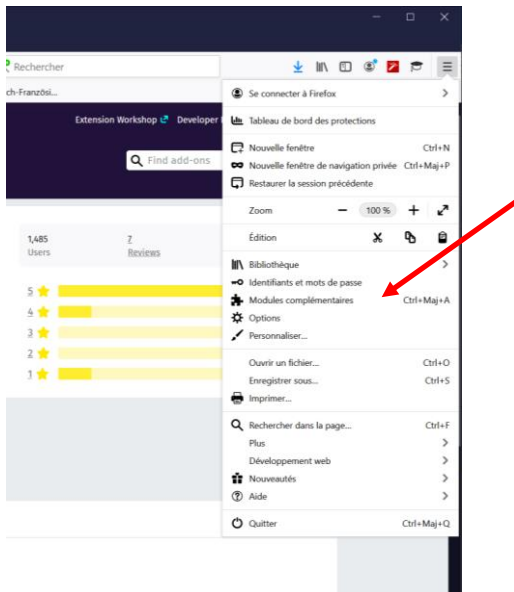 Rechercher
ch-Französi...
Extension Workshop Developer
Find add-ons
1,485
Users
7
Reviews
5
4
3
2
1
Se connecter à Firefox
Tableau de bord des protections
Nouvelle fenêtre Ctrl+N
Nouvelle fenêtre de navigation privée Ctrl+Maj+P
Restaurer la session précédente
Zoom 100 %
Édition
Bibliothèque
Identifiants et mots de passe
Modules complémentaires Ctrl+Maj+A
Options
Personnaliser...
Ouvrir un fichier... Ctrl+O
Enregistrer sous... Ctrl+S
Imprimer...
Rechercher dans la page... Ctrl+F
Plus
Développement web
Nouveautés
Aide
Quitter Ctrl+Maj+Q